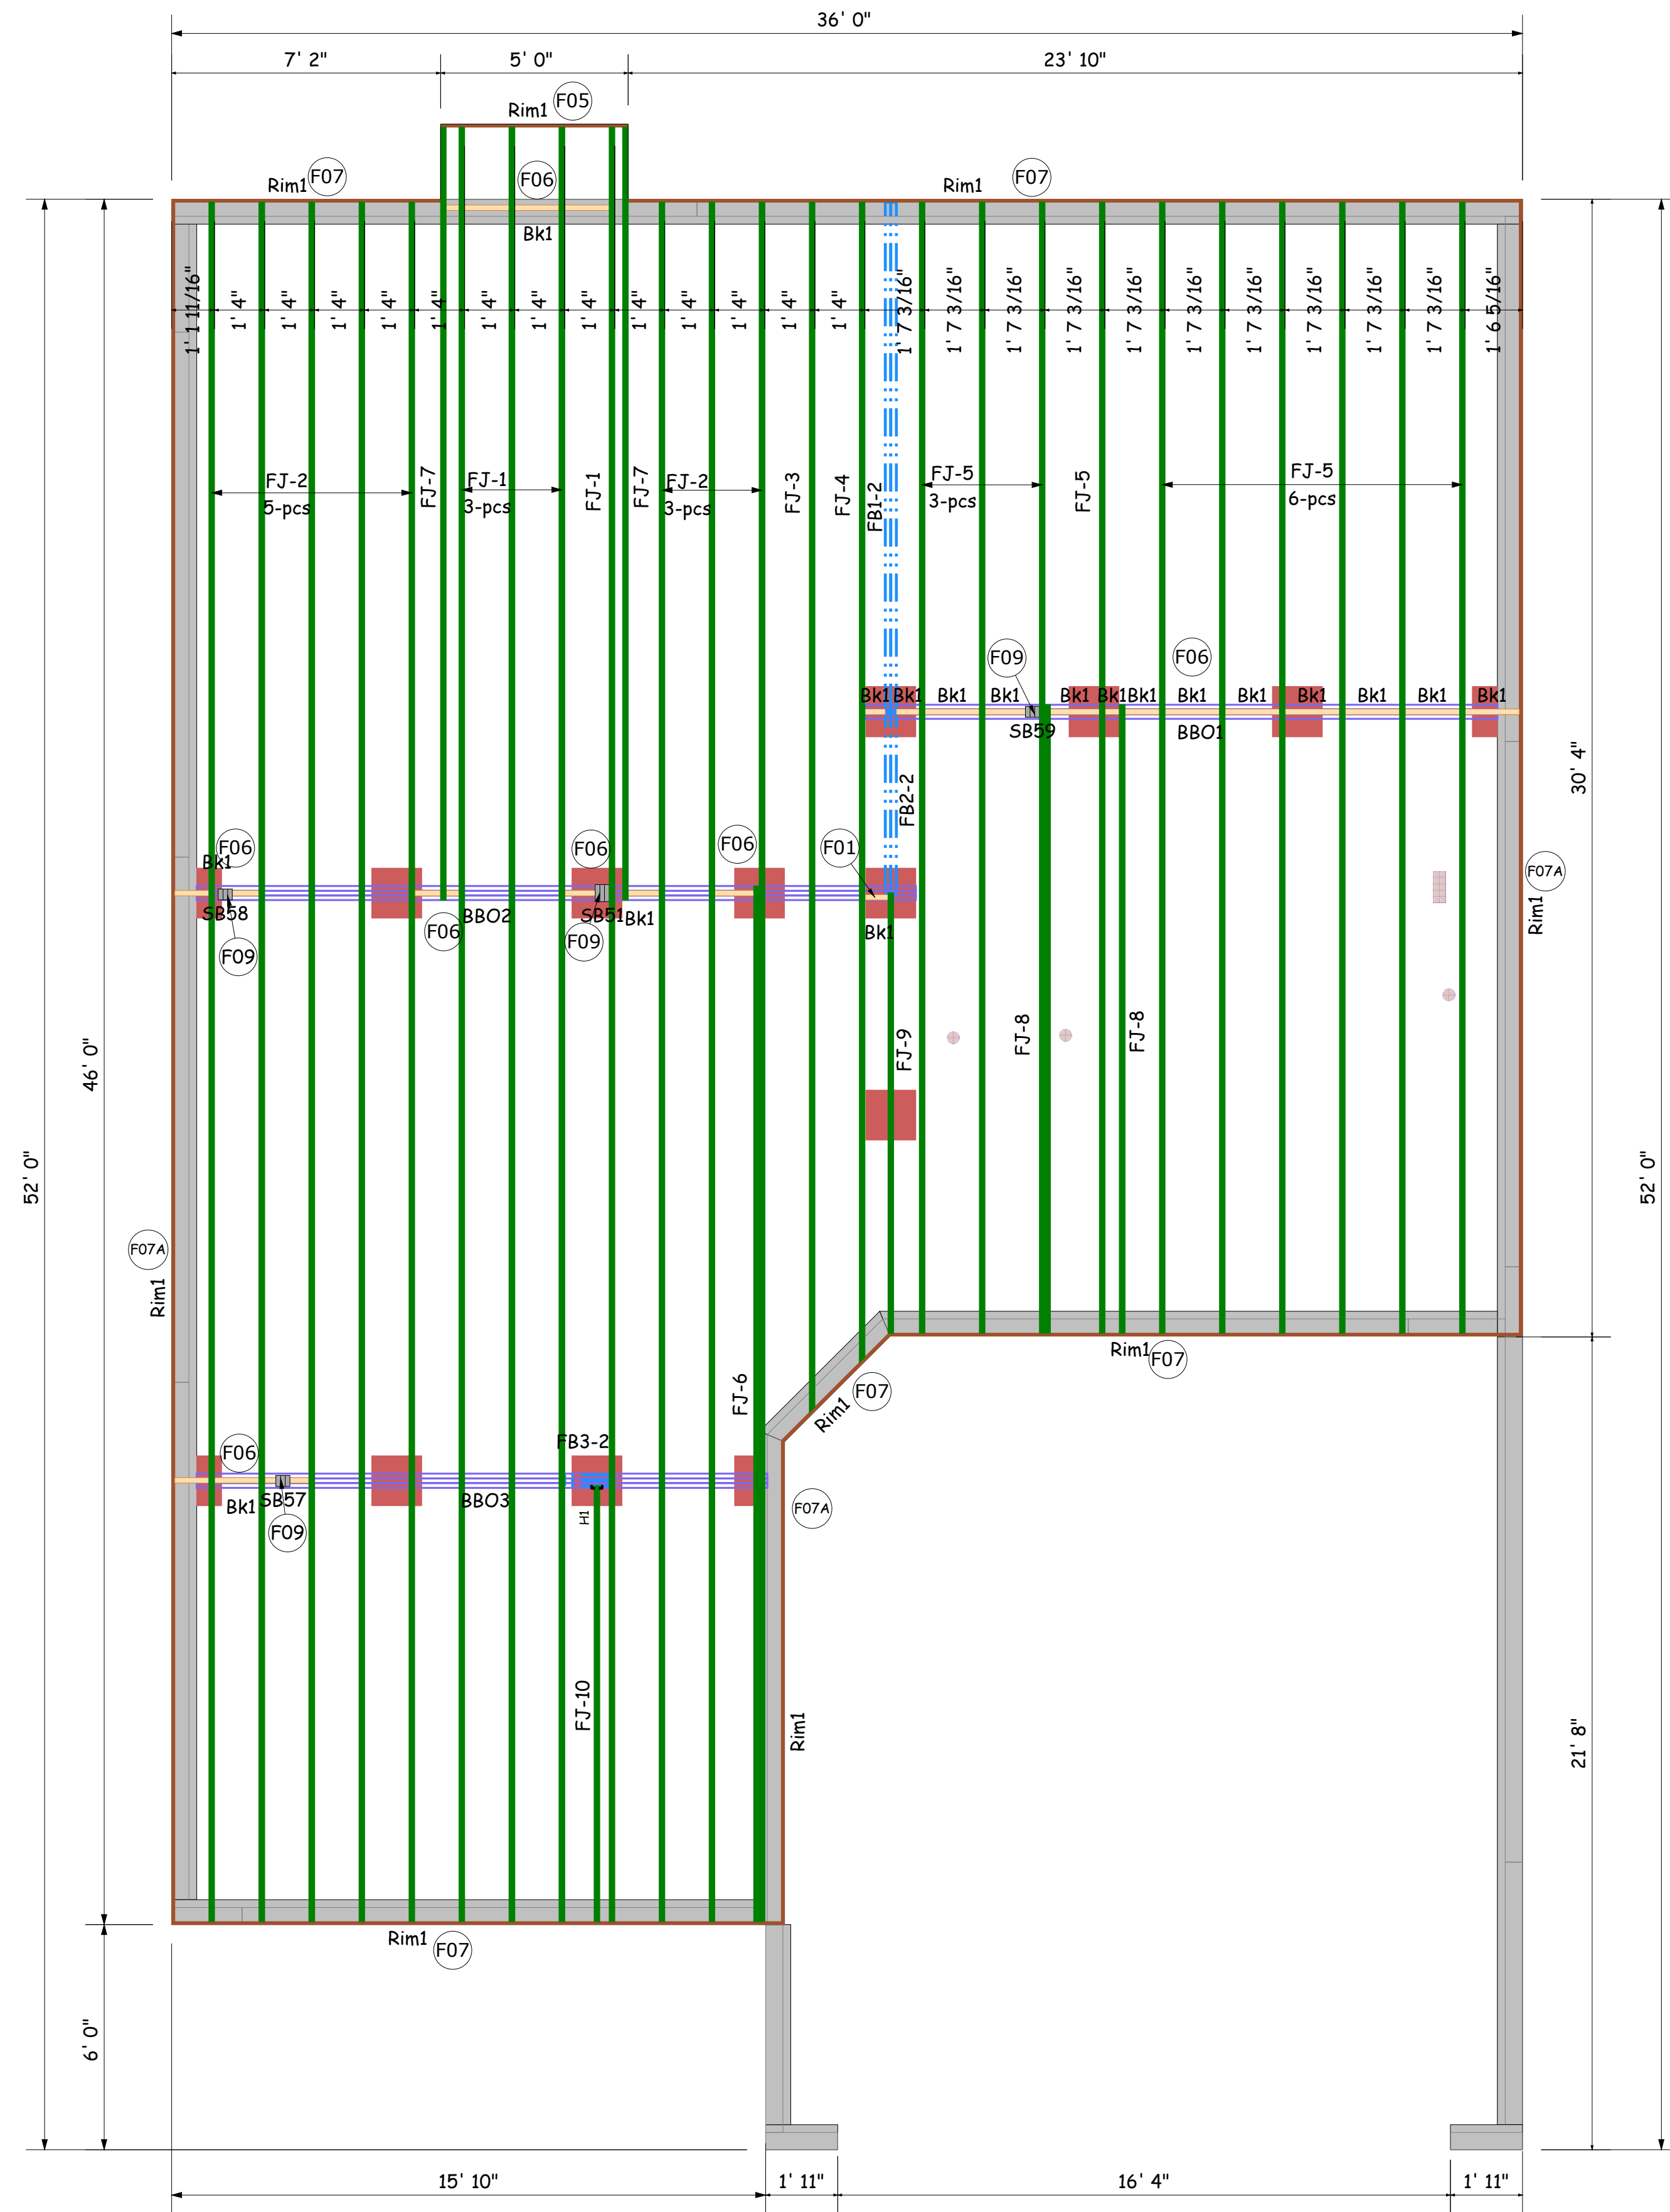 36' 0"
7' 2"
5' 0"
23' 10"
Rim1
F05
Rim1
F07
F06
Rim1
F07
Bk1
1' 1 11/16"
1' 4"
1' 4"
1' 4"
1' 4"
1' 4"
1' 4"
1' 4"
1' 4"
1' 4"
1' 4"
1' 4"
1' 4"
1' 4"
1' 7 3/16"
1' 7 3/16"
1' 7 3/16"
1' 7 3/16"
1' 7 3/16"
1' 7 3/16"
1' 7 3/16"
1' 7 3/16"
1' 7 3/16"
1' 7 3/16"
1' 6 5/16"
FJ-2
5-pcs
FJ-7
FJ-1
3-pcs
FJ-1
FJ-7
FJ-2
3-pcs
FJ-3
FJ-4
FB1-2
FJ-5
3-pcs
FJ-5
FJ-5
6-pcs
F09
F06
Bk1
Bk1
Bk1
Bk1
Bk1
Bk1
Bk1
Bk1
Bk1
Bk1
Bk1
Bk1
Bk1
SB59
BBO1
30' 4"
FB2-2
F06
Bk1
F06
F06
F01
F07A
Rim1
SB58
BBO2
SB51
Bk1
Bk1
F06
F09
F09
FJ-9
FJ-8
FJ-8
46' 0"
52' 0"
52' 0"
F07A
Rim1
Rim1
F07
F07
Rim1
FJ-6
F06
FB3-2
Bk1
SB57
BBO3
F09
H1
F07A
FJ-10
Rim1
21' 8"
Rim1
F07
6' 0"
15' 10"
1' 11"
16' 4"
1' 11"